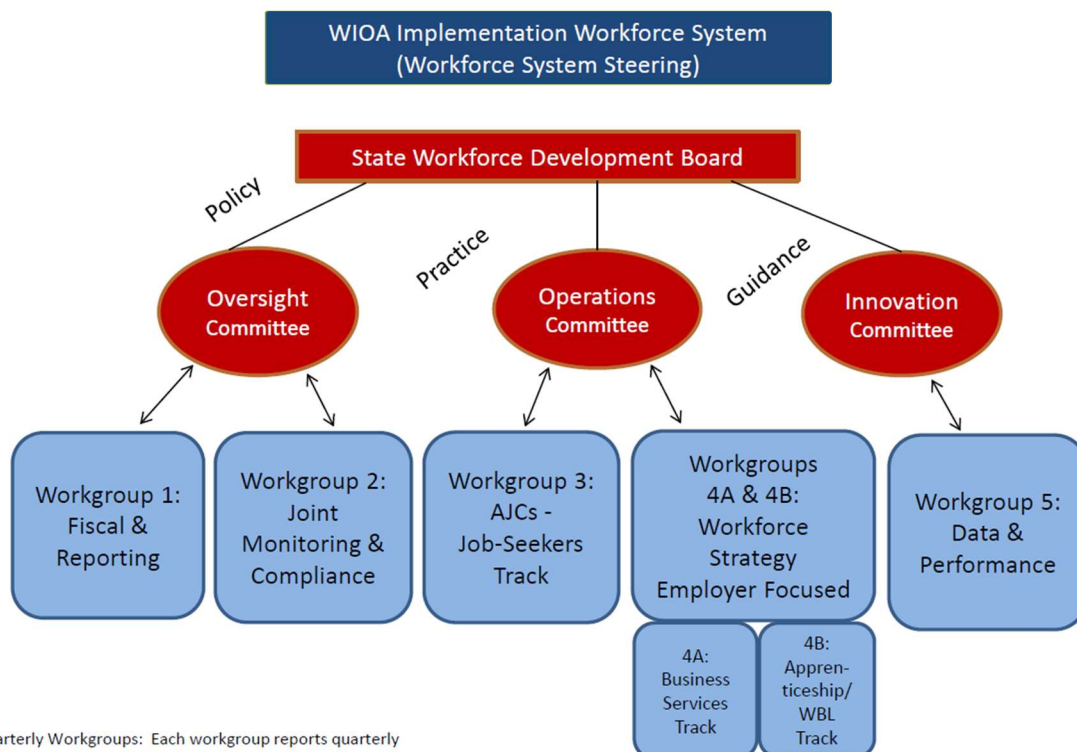 WIOA Implementation Workforce System
(Workforce System Steering)
State Workforce Development Board
Policy
Practice
Guidance
Oversight
Committee
Operations
Committee
Innovation
Committee
Workgroup 1:
Fiscal &
Reporting
Workgroup 2:
Joint
Monitoring &
Compliance
Workgroup 3:
AJCs -
Job-Seekers
Track
Workgroups
4A & 4B:
Workforce
Strategy
Employer Focused
Workgroup 5:
Data &
Performance
4A:
Business
Services
Track
4B:
Appren-
ticeship/
WBL
Track
Workgroups: Each workgroup reports quarterly